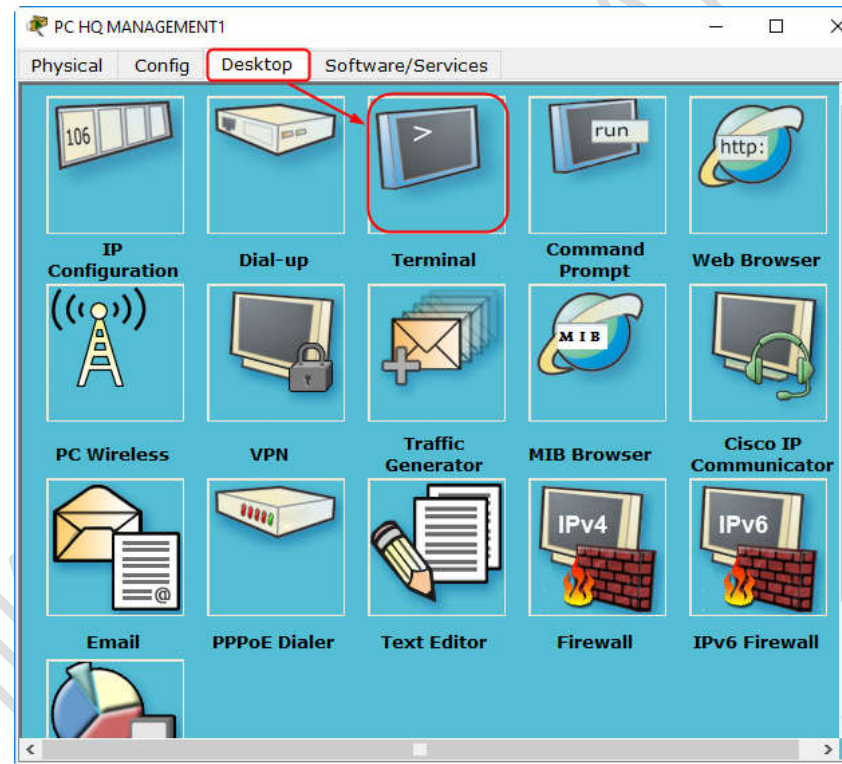 PC HQ MANAGEMENT1
Physical Config Desktop Software/Services
106
>
run
http:
IP Configuration
Dial-up
Terminal
Command Prompt
Web Browser
MIB
?
PC Wireless
VPN
Traffic Generator
MIB Browser
Cisco IP Communicator
@
IPv4
IPv6
Email
PPPoE Dialer
Text Editor
Firewall
IPv6 Firewall